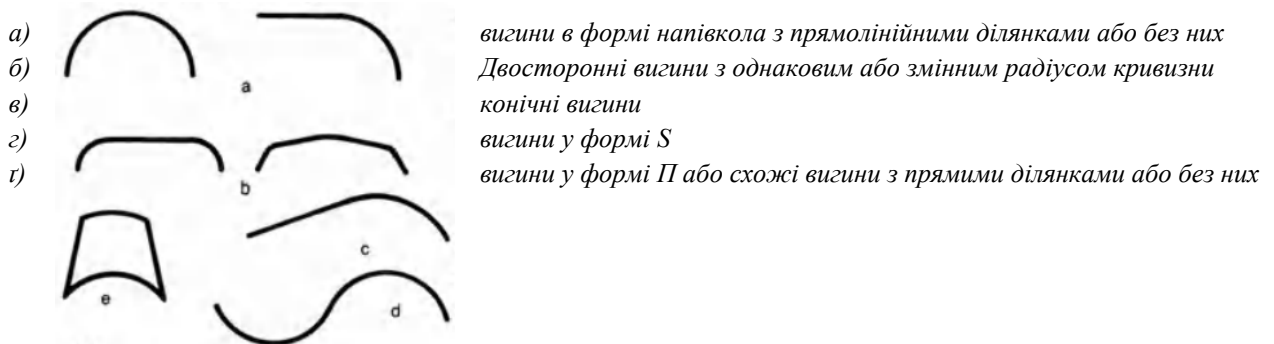 а) вигини в формі напівкола з прямолінійними ділянками або без них
б) Двосторонні вигини з однаковим або змінним радіусом кривизни
в) конічні вигини
г) вигини у формі S
ґ) вигини у формі П або схожі вигини з прямими ділянками або без них
a
b
c
e
d